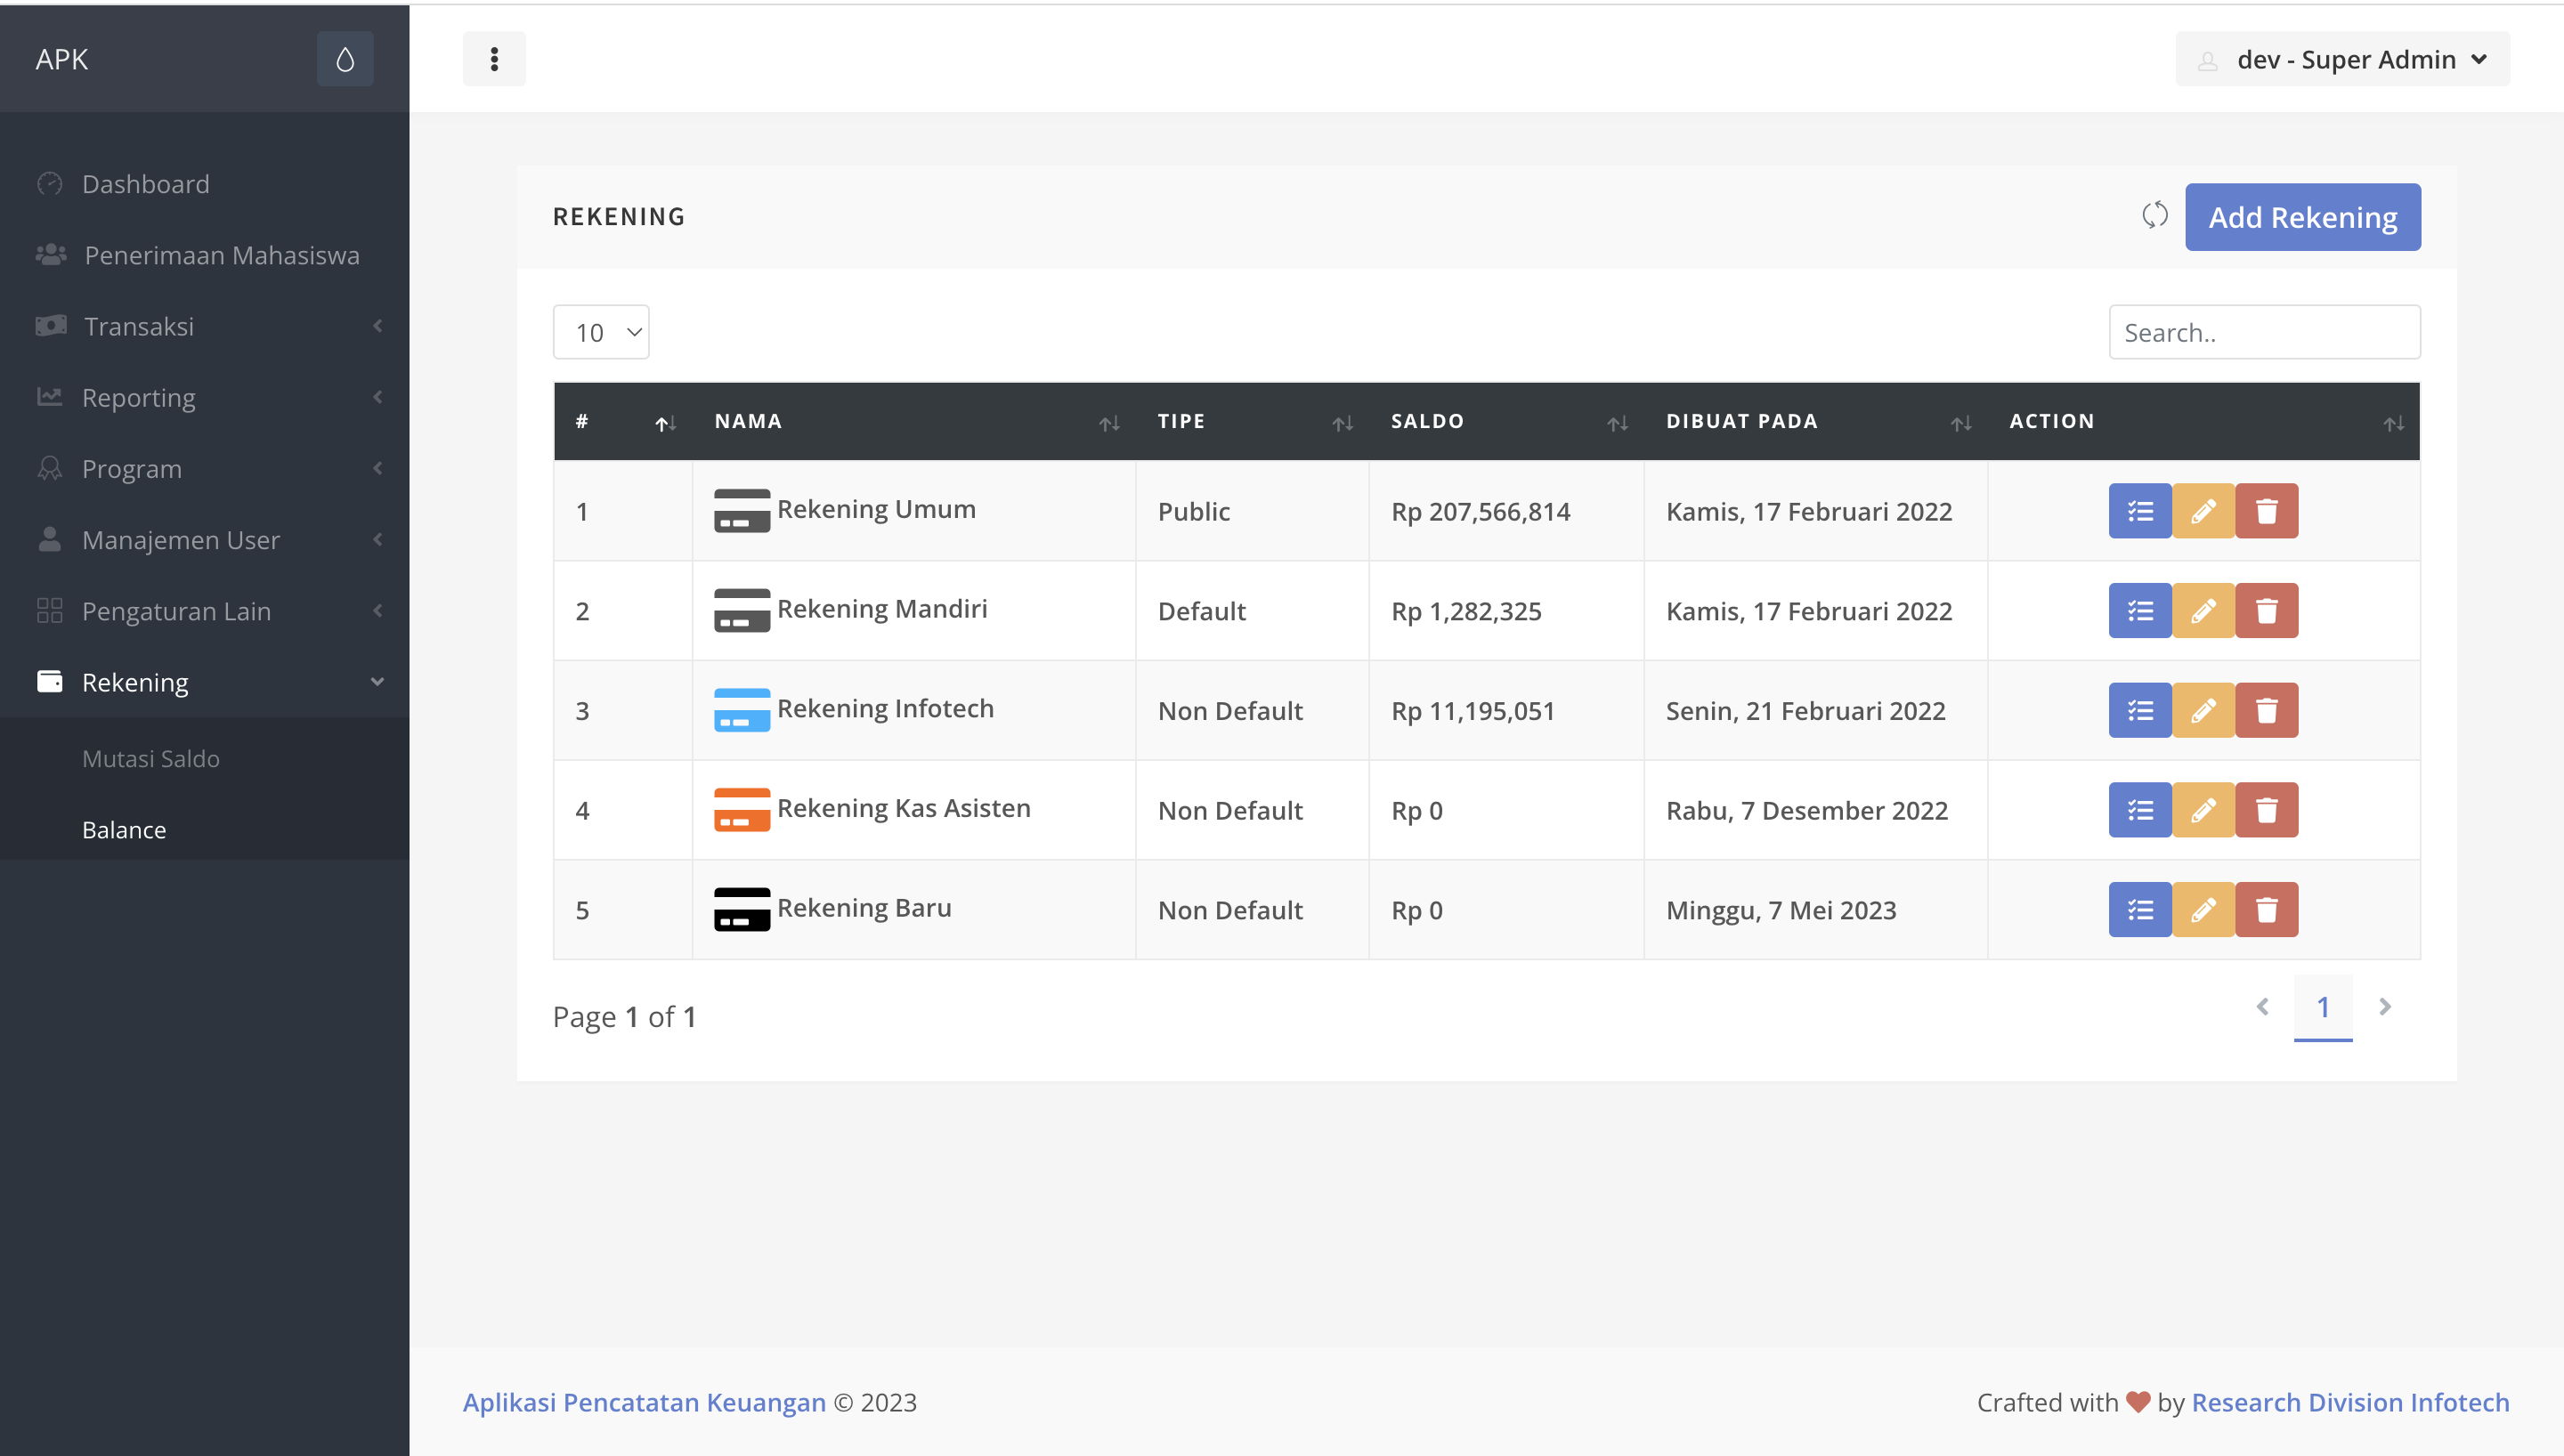 APK
dev - Super Admin
Dashboard
Penerimaan Mahasiswa
Transaksi
Reporting
Program
Manajemen User
Pengaturan Lain
Rekening
Mutasi Saldo
Balance
REKENING
Add Rekening
10
Search..
# NAMA TIPE SALDO DIBUAT PADA ACTION
1 Rekening Umum Public Rp 207,566,814 Kamis, 17 Februari 2022
2 Rekening Mandiri Default Rp 1,282,325 Kamis, 17 Februari 2022
3 Rekening Infotech Non Default Rp 11,195,051 Senin, 21 Februari 2022
4 Rekening Kas Asisten Non Default Rp 0 Rabu, 7 Desember 2022
5 Rekening Baru Non Default Rp 0 Minggu, 7 Mei 2023
Page 1 of 1
1
Aplikasi Pencatatan Keuangan © 2023
Crafted with ❤ by Research Division Infotech